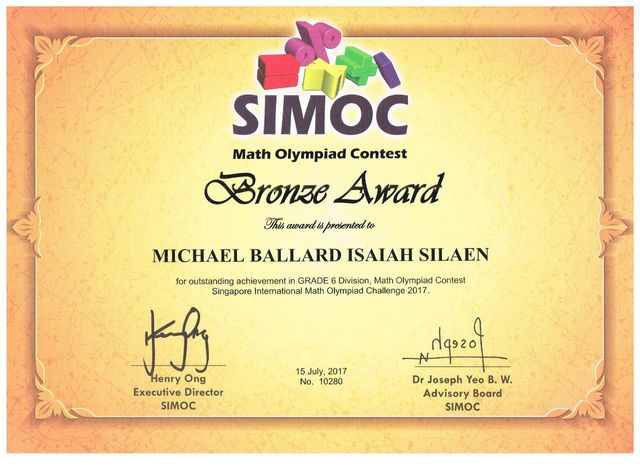 SIMOC
Math Olympiad Contest
Bronze Award
This award is presented to
MICHAEL BALLARD ISAIAH SILAEN
for outstanding achievement in GRADE 6 Division, Math Olympiad Contest
Singapore International Math Olympiad Challenge 2017.
15 July, 2017
No. 10280
Henry Ong
Executive Director
SIMOC
Dr Joseph Yeo B. W.
Advisory Board
SIMOC